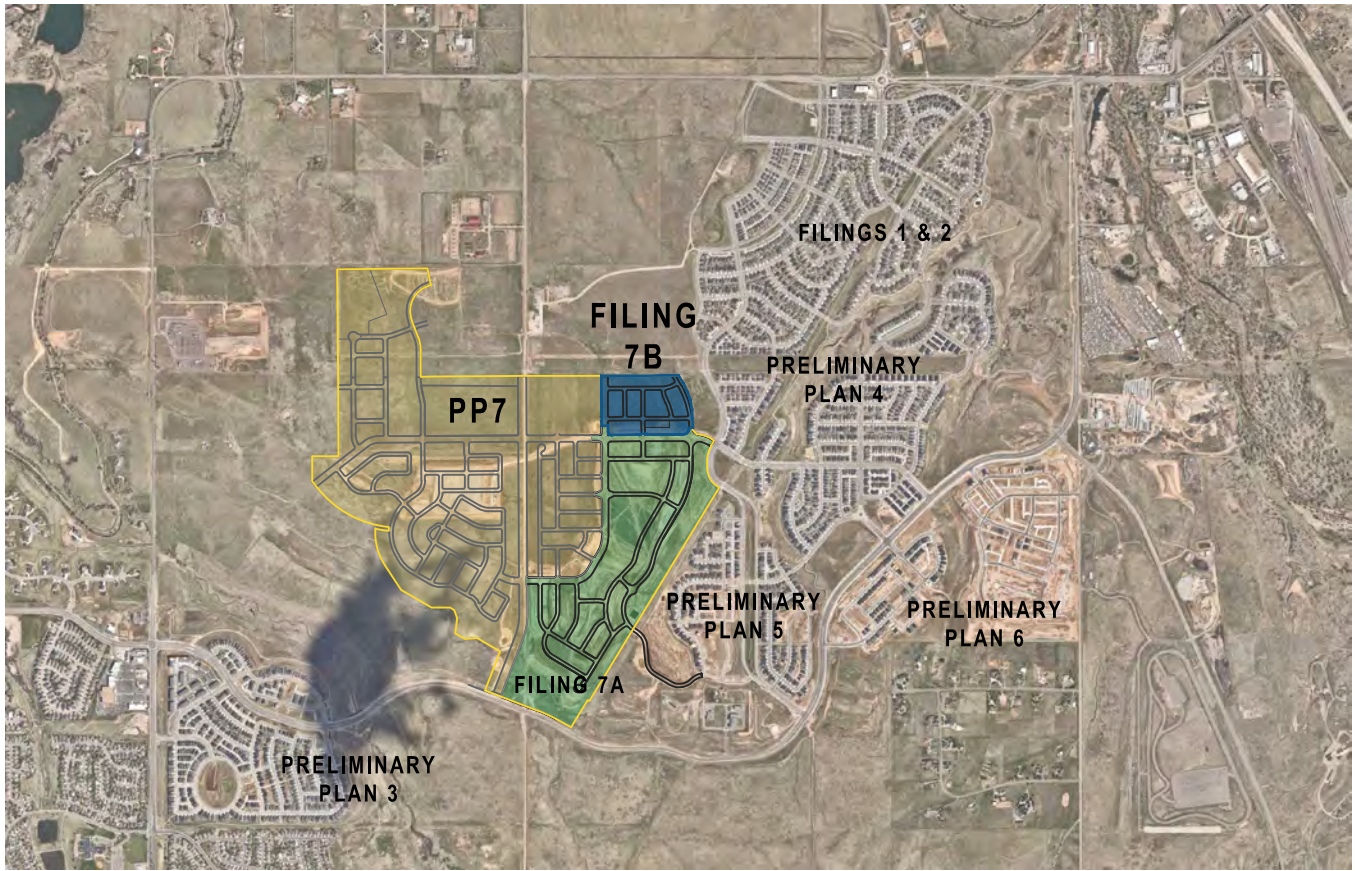 FILINGS 1 & 2
FILING
7B
PRELIMINARY
PLAN 4
PP7
PRELIMINARY
PLAN 5
PRELIMINARY
PLAN 6
FILING 7A
PRELIMINARY
PLAN 3